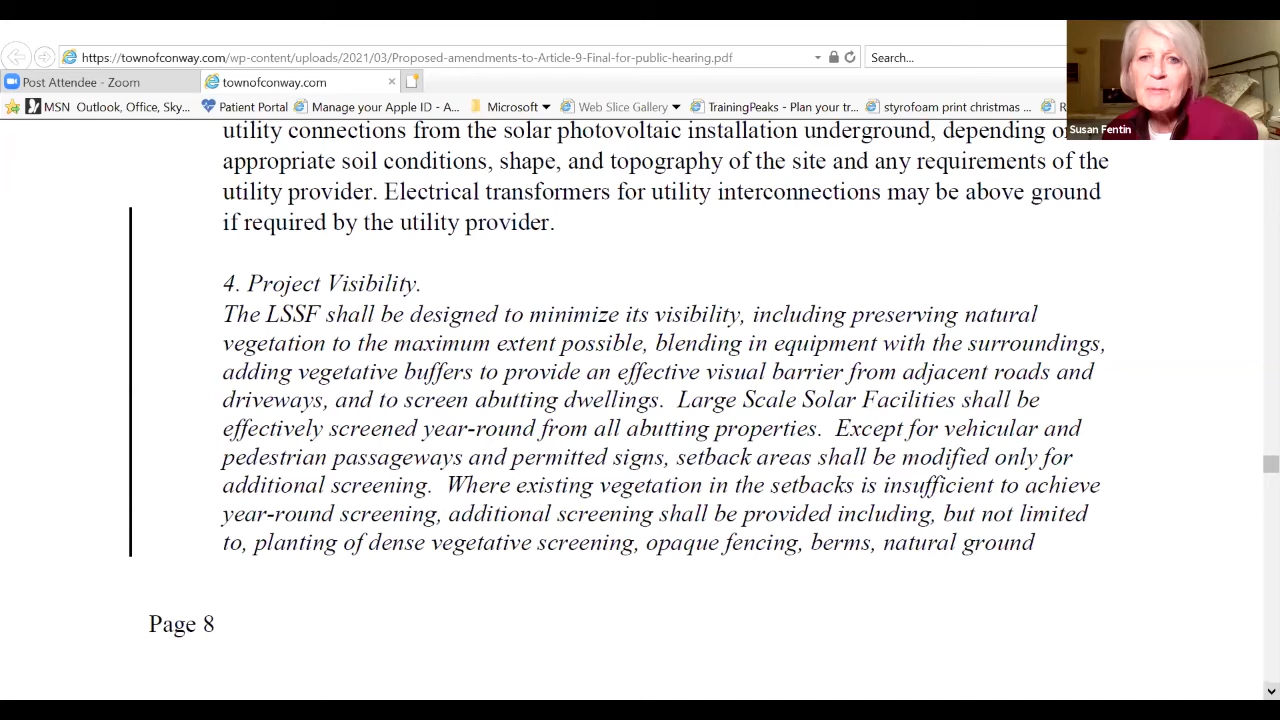 https://townofconway.com/wp-content/uploads/2021/03/Proposed-amendments-to-Article-9-Final-for-public-hearing.pdf
Search...
Post Attendee - Zoom
townofconway.com
MSN Outlook, Office, Sky...
Patient Portal
Manage your Apple ID - A...
Microsoft
Web Slice Gallery
TrainingPeaks - Plan your tr...
styrofoam print christmas ...
Susan Fentin
utility connections from the solar photovoltaic installation underground, depending
appropriate soil conditions, shape, and topography of the site and any requirements of the
utility provider. Electrical transformers for utility interconnections may be above ground
if required by the utility provider.
4. Project Visibility.
The LSSF shall be designed to minimize its visibility, including preserving natural
vegetation to the maximum extent possible, blending in equipment with the surroundings,
adding vegetative buffers to provide an effective visual barrier from adjacent roads and
driveways, and to screen abutting dwellings. Large Scale Solar Facilities shall be
effectively screened year-round from all abutting properties. Except for vehicular and
pedestrian passageways and permitted signs, setback areas shall be modified only for
additional screening. Where existing vegetation in the setbacks is insufficient to achieve
year-round screening, additional screening shall be provided including, but not limited
to, planting of dense vegetative screening, opaque fencing, berms, natural ground
Page 8